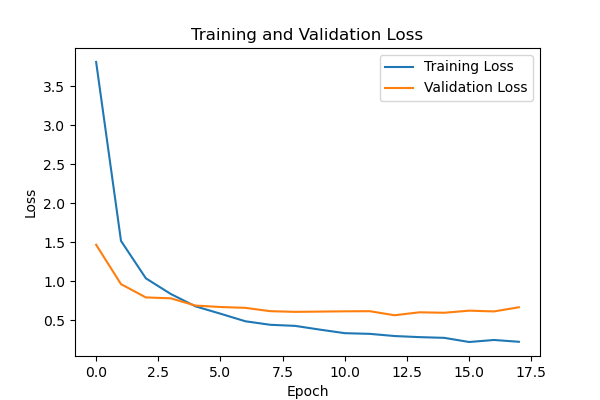 Training and Validation Loss
Training Loss
Validation Loss
3.5
3.0
2.5
2.0
1.5
1.0
0.5
Loss
0.0 2.5 5.0 7.5 10.0 12.5 15.0 17.5
Epoch